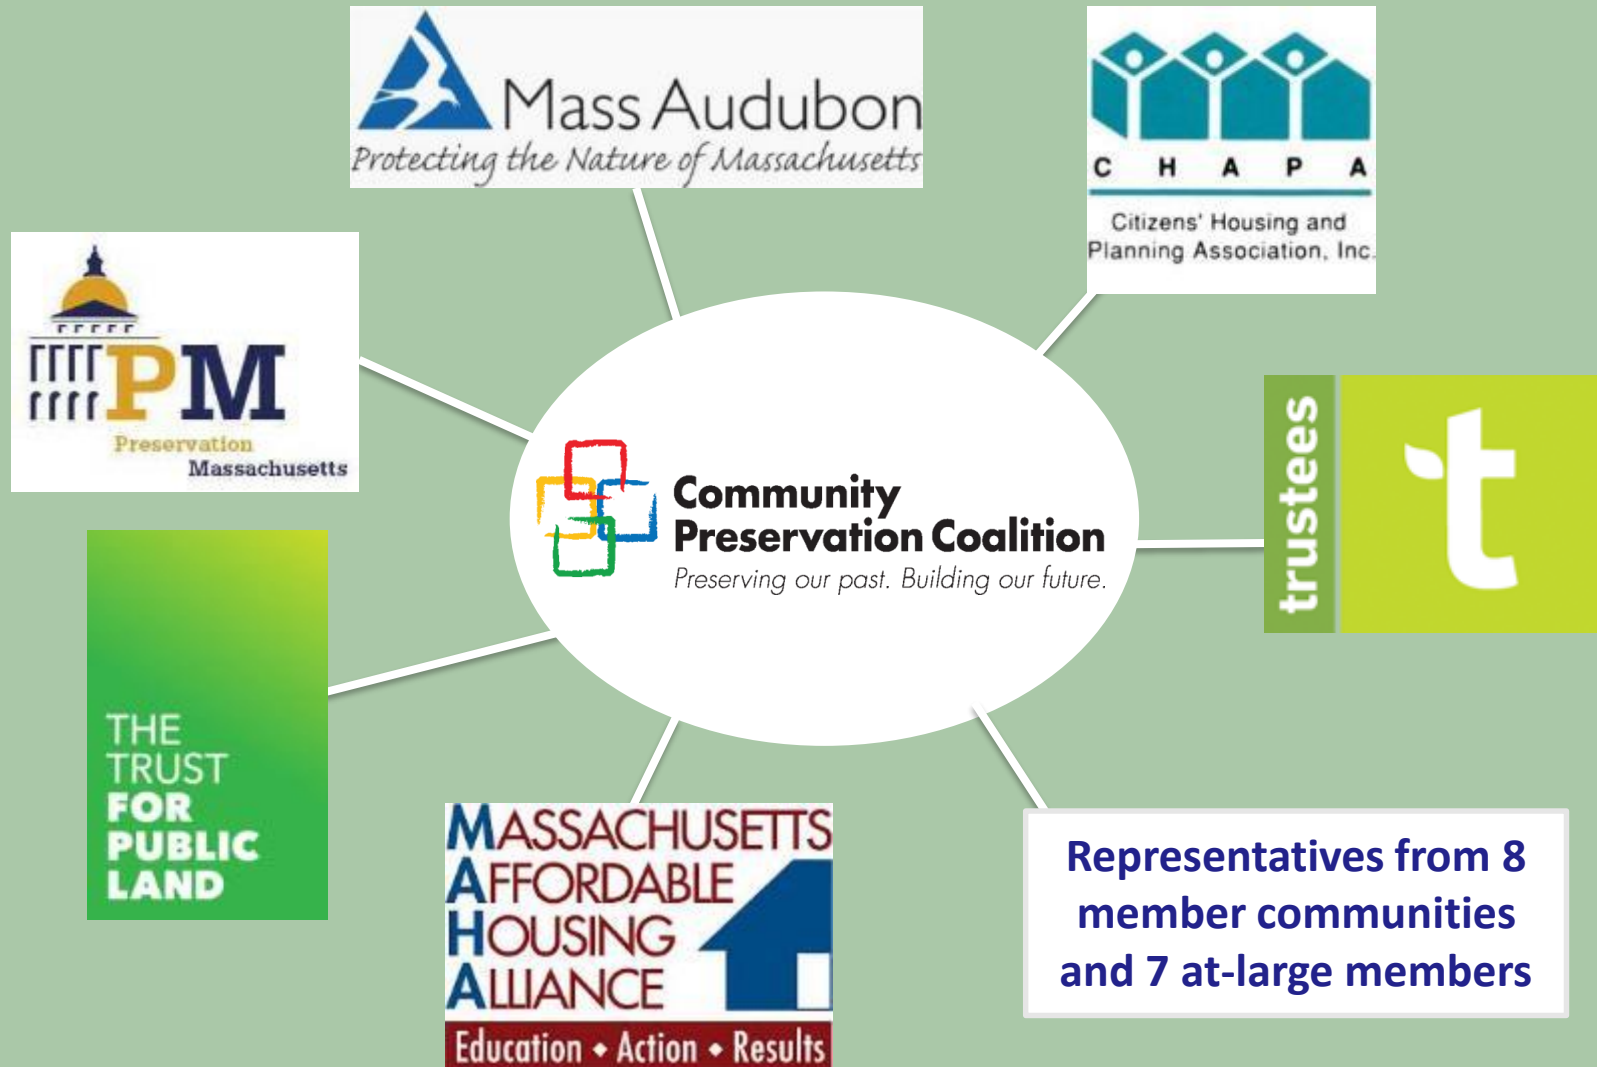 Mass Audubon
Protecting the Nature of Massachusetts
C H A P A
Citizens' Housing and
Planning Association, Inc.
PM
Preservation
Massachusetts
Community
Preservation Coalition
Preserving our past. Building our future.
trustees
t
THE
TRUST
FOR
PUBLIC
LAND
MASSACHUSETTS
AFFORDABLE
HOUSING
ALLIANCE
Education ◆ Action ◆ Results
Representatives from 8
member communities
and 7 at-large members